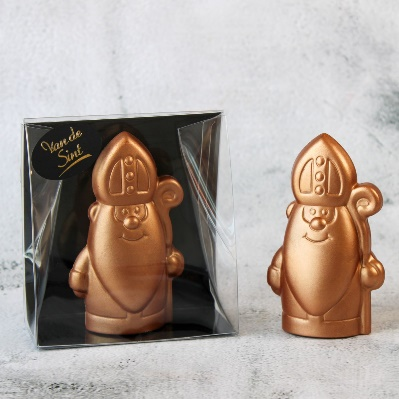 Van de
Sint